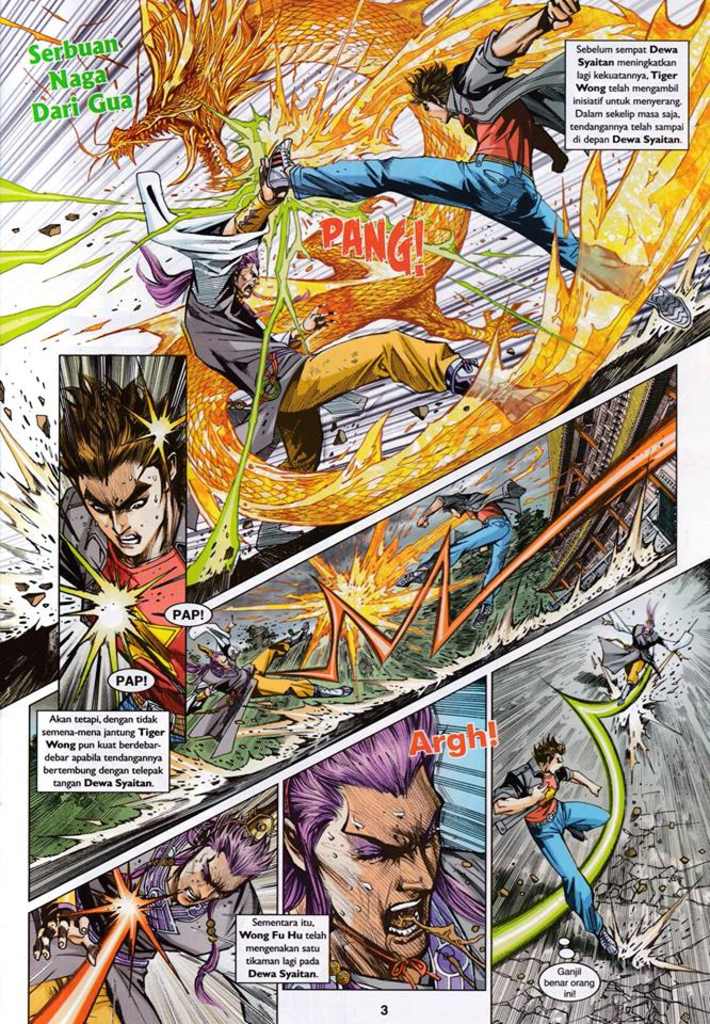 Serbuan
Naga
Dari Gua
Sebelum sempat Dewa
Syaitan meningkatkan
lagi kekuatannya, Tiger
Wong telah mengambil
inisiatif untuk menyerang.
Dalam sekelip masa saja,
tendangannya telah sampai
di depan Dewa Syaitan.
PANG!
PAP!
PAP!
Akan tetapi, dengan tidak
semena-mena jantung Tiger
Wong pun kuat berdebar-
debar apabila tendangannya
bertembung dengan telepak
tangan Dewa Syaitan.
Argh!
Sementara itu,
Wong Fu Hu
mengenakan satu
tikaman lagi pada
Dewa Syaitan.
Ganjil
benar orang
ini!
3